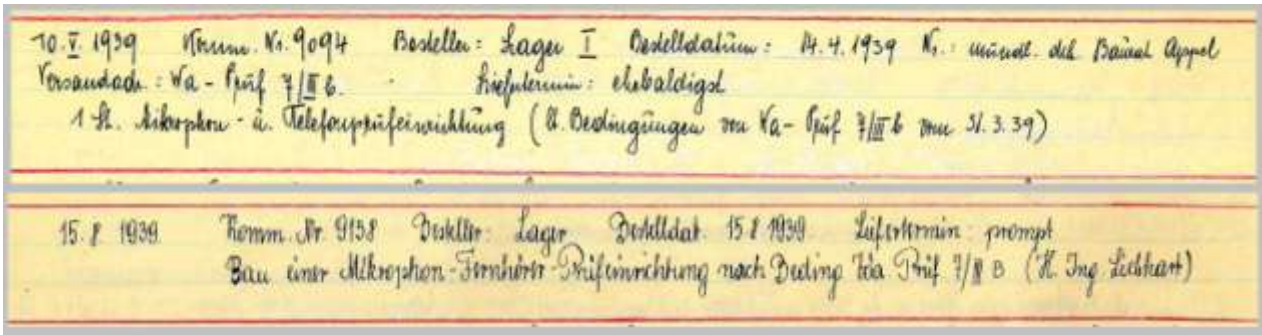 10. V. 1939 Komm. Nr. 9094 Besteller: Lager I Bestelldatum: 14.4.1939 Nr.: mündl. dch. Baurat Appel
Versandadr.: Wa-Prüf 7/III b. Liefertermin: ehebaldigst
1 St. Mikrophon- u. Telefonprüfeinrichtung (lt. Bedingungen von Wa-Prüf 7/III b vom 31.3.39)
15. 8 1939 Komm. Nr. 9138 Besteller: Lager Bestelldat. 15 8 1939 Liefertermin: prompt
Bau einer Mikrophon-Fernhörer-Prüfeinrichtung nach Beding Wa Prüf 7/III B (H. Ing.